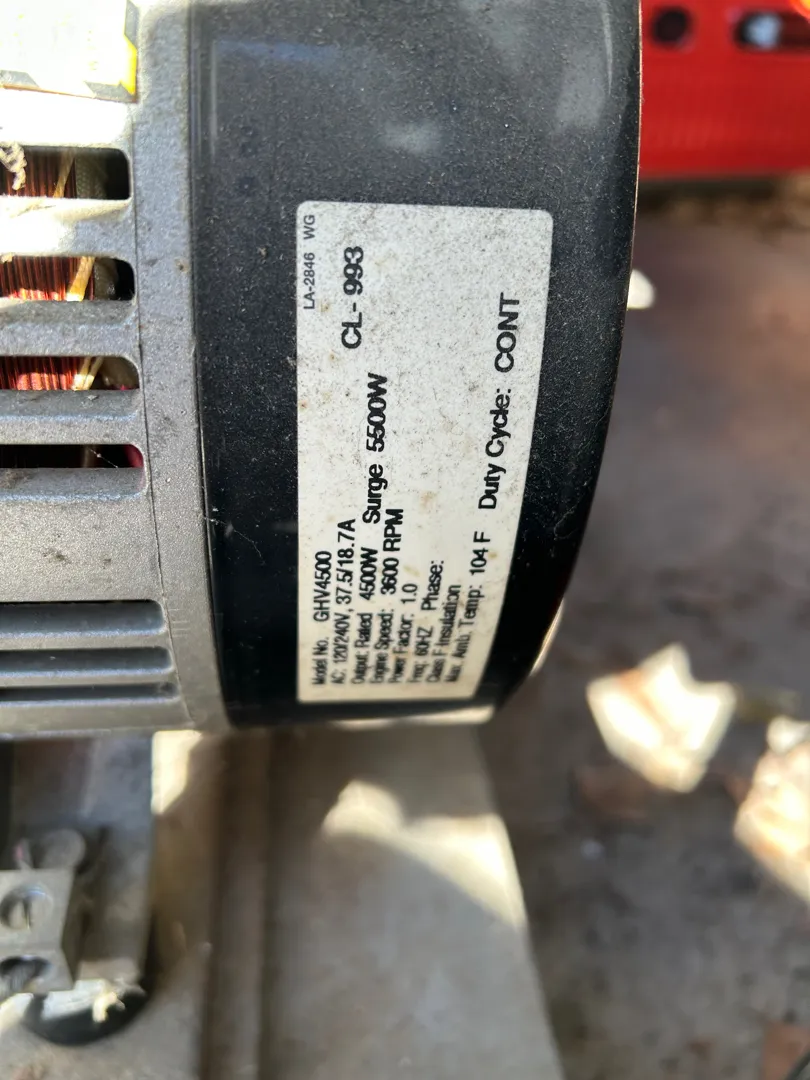 LA-2846 WG
CL-993
Model No. GHV4500
AC: 120/240V, 37.5/18.7A
Output: Rated 4500W Surge 5500W
Engine Speed: 3600 RPM
Power Factor: 1.0
Freq: 60HZ Phase:
Class F Insulation
Max. Amb. Temp: 104 F Duty Cycle: CONT